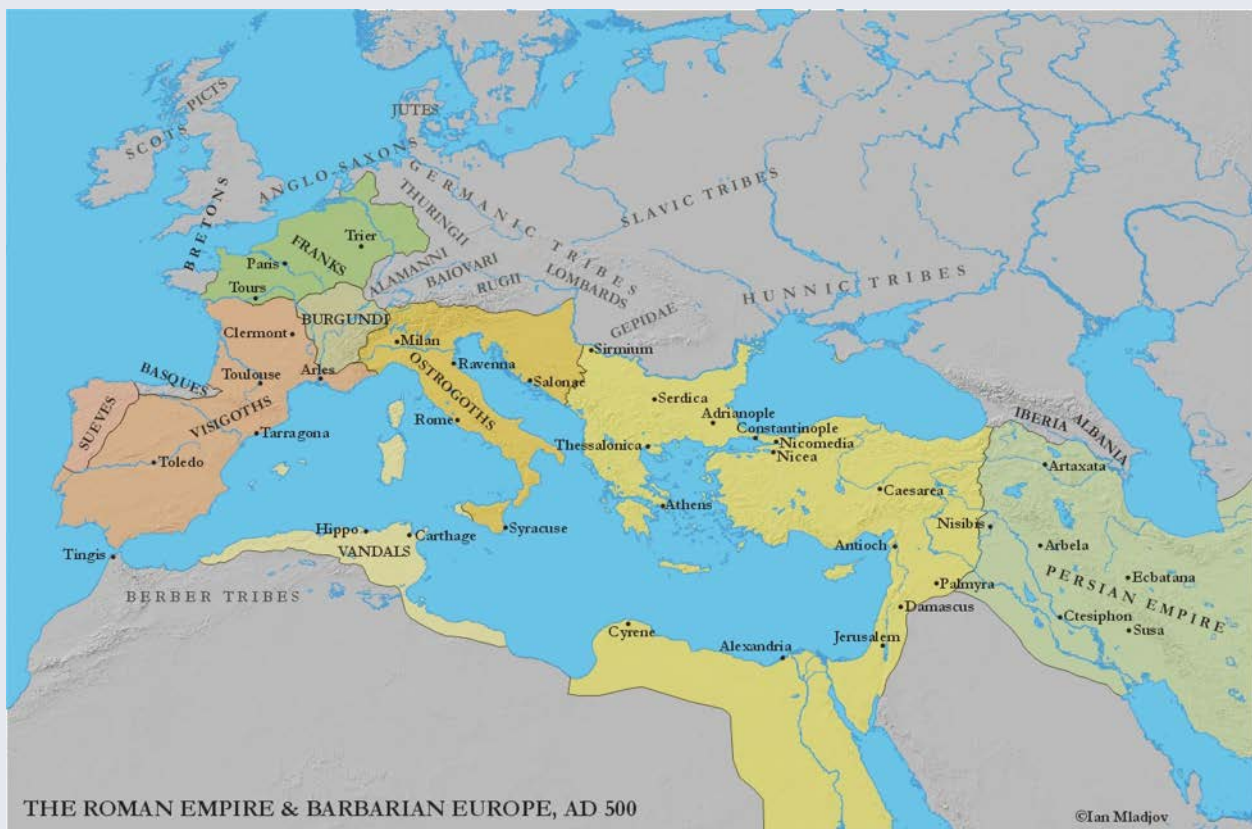 JUTES
PICTS
SCOTS
ANGLO-SAXONS
BRETONS
GERMANIC TRIBES
THURINGII
SLAVIC TRIBES
FRANKS
Trier
Paris
Tours
ALAMANNI
BAIOVARI
RUGII
LOMBARDS
GEPIDAE
HUNNIC TRIBES
BURGUNDI
Clermont
Milan
Sirmium
OSTROGOTHS
Ravenna
Salonae
BASQUES
Toulouse
Arles
SUEVES
VISIGOTHS
Tarragona
Toledo
Rome
Serdica
Adrianople
Constantinople
Thessalonica
Nicomedia
Nicea
IBERIA
ALBANIA
Artaxata
Caesarea
Athens
Syracuse
Hippo
Carthage
VANDALS
Tingis
BERBER TRIBES
Nisibis
Antioch
Arbela
Ecbatana
PERSIAN EMPIRE
Palmyra
Damascus
Ctesiphon
Susa
Cyrene
Alexandria
Jerusalem
THE ROMAN EMPIRE & BARBARIAN EUROPE, AD 500
©Ian Mladjov